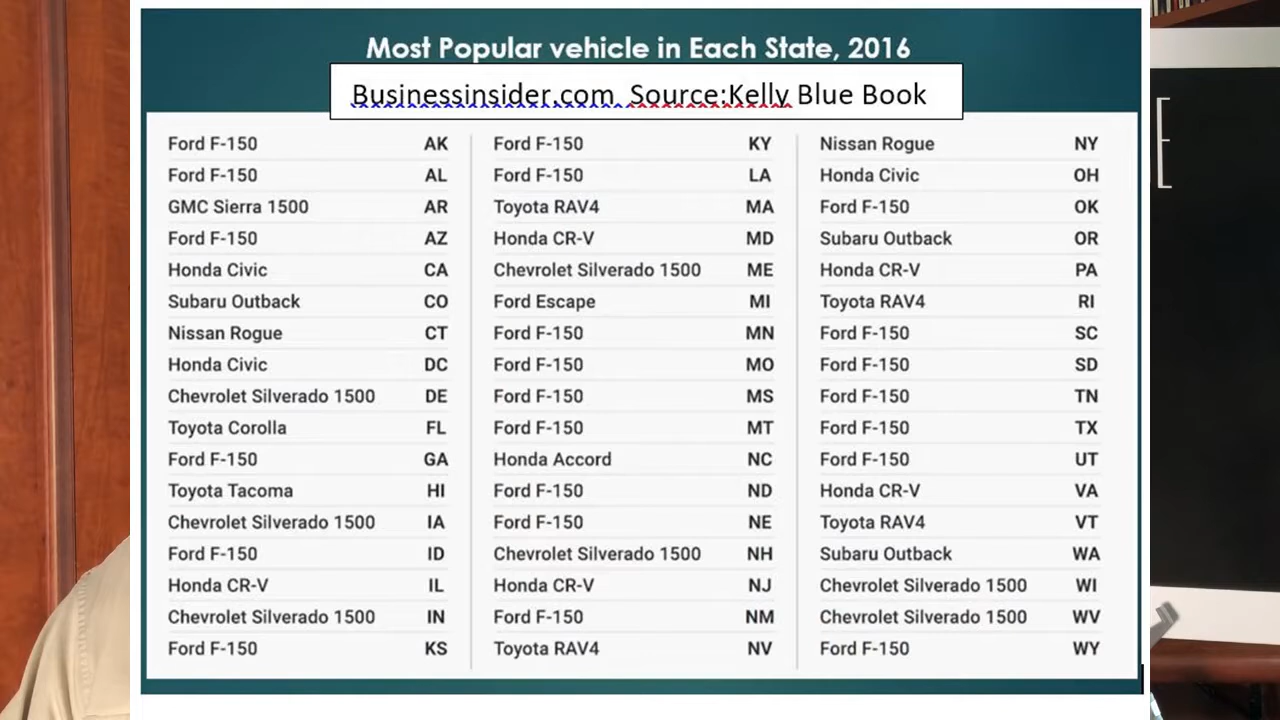 Most Popular vehicle in Each State, 2016
Businessinsider.com Source:Kelly Blue Book
Ford F-150 AK
Ford F-150 AL
GMC Sierra 1500 AR
Ford F-150 AZ
Honda Civic CA
Subaru Outback CO
Nissan Rogue CT
Honda Civic DC
Chevrolet Silverado 1500 DE
Toyota Corolla FL
Ford F-150 GA
Toyota Tacoma HI
Chevrolet Silverado 1500 IA
Ford F-150 ID
Honda CR-V IL
Chevrolet Silverado 1500 IN
Ford F-150 KS
Ford F-150 KY
Ford F-150 LA
Toyota RAV4 MA
Honda CR-V MD
Chevrolet Silverado 1500 ME
Ford Escape MI
Ford F-150 MN
Ford F-150 MO
Ford F-150 MS
Ford F-150 MT
Honda Accord NC
Ford F-150 ND
Ford F-150 NE
Chevrolet Silverado 1500 NH
Honda CR-V NJ
Ford F-150 NM
Toyota RAV4 NV
Nissan Rogue NY
Honda Civic OH
Ford F-150 OK
Subaru Outback OR
Honda CR-V PA
Toyota RAV4 RI
Ford F-150 SC
Ford F-150 SD
Ford F-150 TN
Ford F-150 TX
Ford F-150 UT
Honda CR-V VA
Toyota RAV4 VT
Subaru Outback WA
Chevrolet Silverado 1500 WI
Chevrolet Silverado 1500 WV
Ford F-150 WY